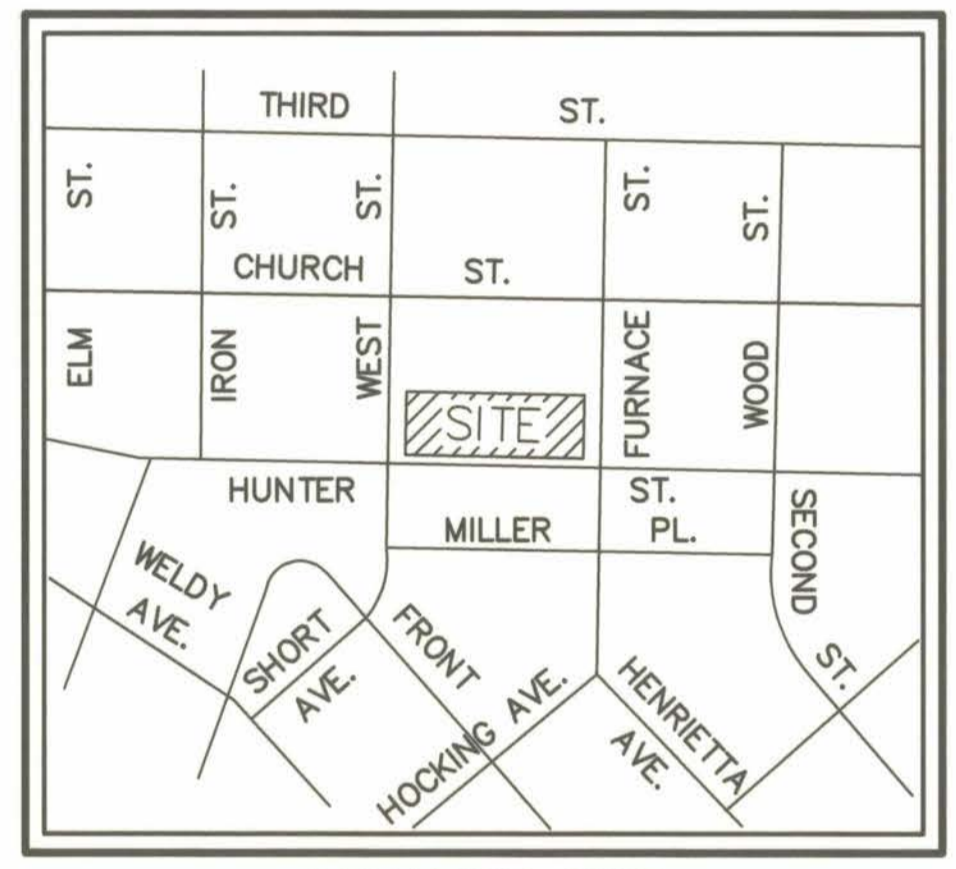 THIRD ST.
ELM ST.
IRON ST.
WEST ST.
FURNACE ST.
WOOD ST.
CHURCH ST.
SITE
HUNTER ST.
MILLER PL.
SECOND ST.
WELDY AVE.
SHORT AVE.
FRONT
HOCKING AVE.
HENRIETTA AVE.